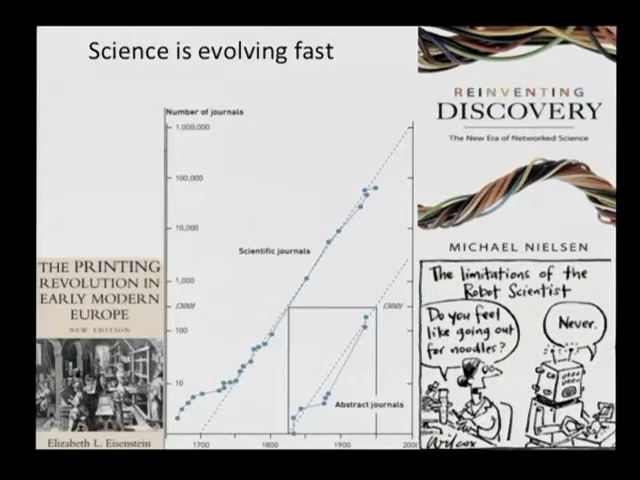 Science is evolving fast
Number of journals
1,000,000
100,000
10,000
Scientific journals
1,000
(300)
(300)
100
10
Abstract journals
1700
1800
1900
2000
REINVENTING
DISCOVERY
The New Era of Networked Science
MICHAEL NIELSEN
THE PRINTING
REVOLUTION IN
EARLY MODERN
EUROPE
NEW EDITION
Elizabeth L. Eisenstein
The limitations of the
Robot Scientist
Do you feel
like going out
for noodles?
Never.
Wilcox